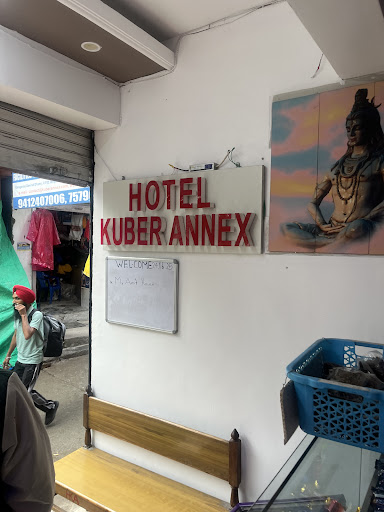 9412407006, 7579
HOTEL
KUBER ANNEX
WELCOME